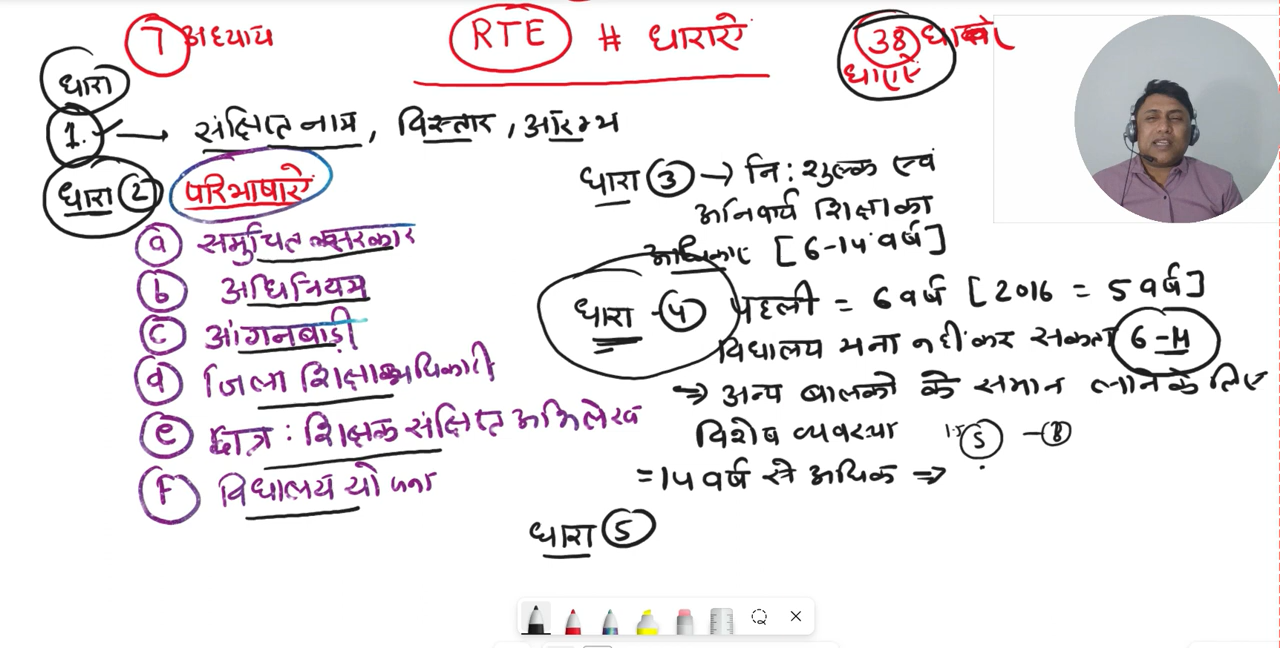 7 अध्याय
RTE # धाराऐ
38
धाराऐं
धारा
1. → संक्षिप्त नाम, विस्तार, आरम्भ
धारा 2 परिभाषाऐ
a समुचित सरकार
b अधिनियम
c आंगनबाड़ी
d जिला शिक्षा अधिकारी
e छात्र : शिक्षक संक्षिप्त अभिलेख
F विद्यालय योजना
धारा 3 → नि:शुल्क एवं
अनिवार्य शिक्षा का
अधिकार [6-14 वर्ष]
धारा - 4 पहली = 6 वर्ष [2016 = 5 वर्ष]
विद्यालय मना नहीं कर सकता 6-14
→ अन्य बालको के समान लाने के लिए
विशेष व्यवस्था 5 - 8
= 14 वर्ष से अधिक ⇒
धारा 5